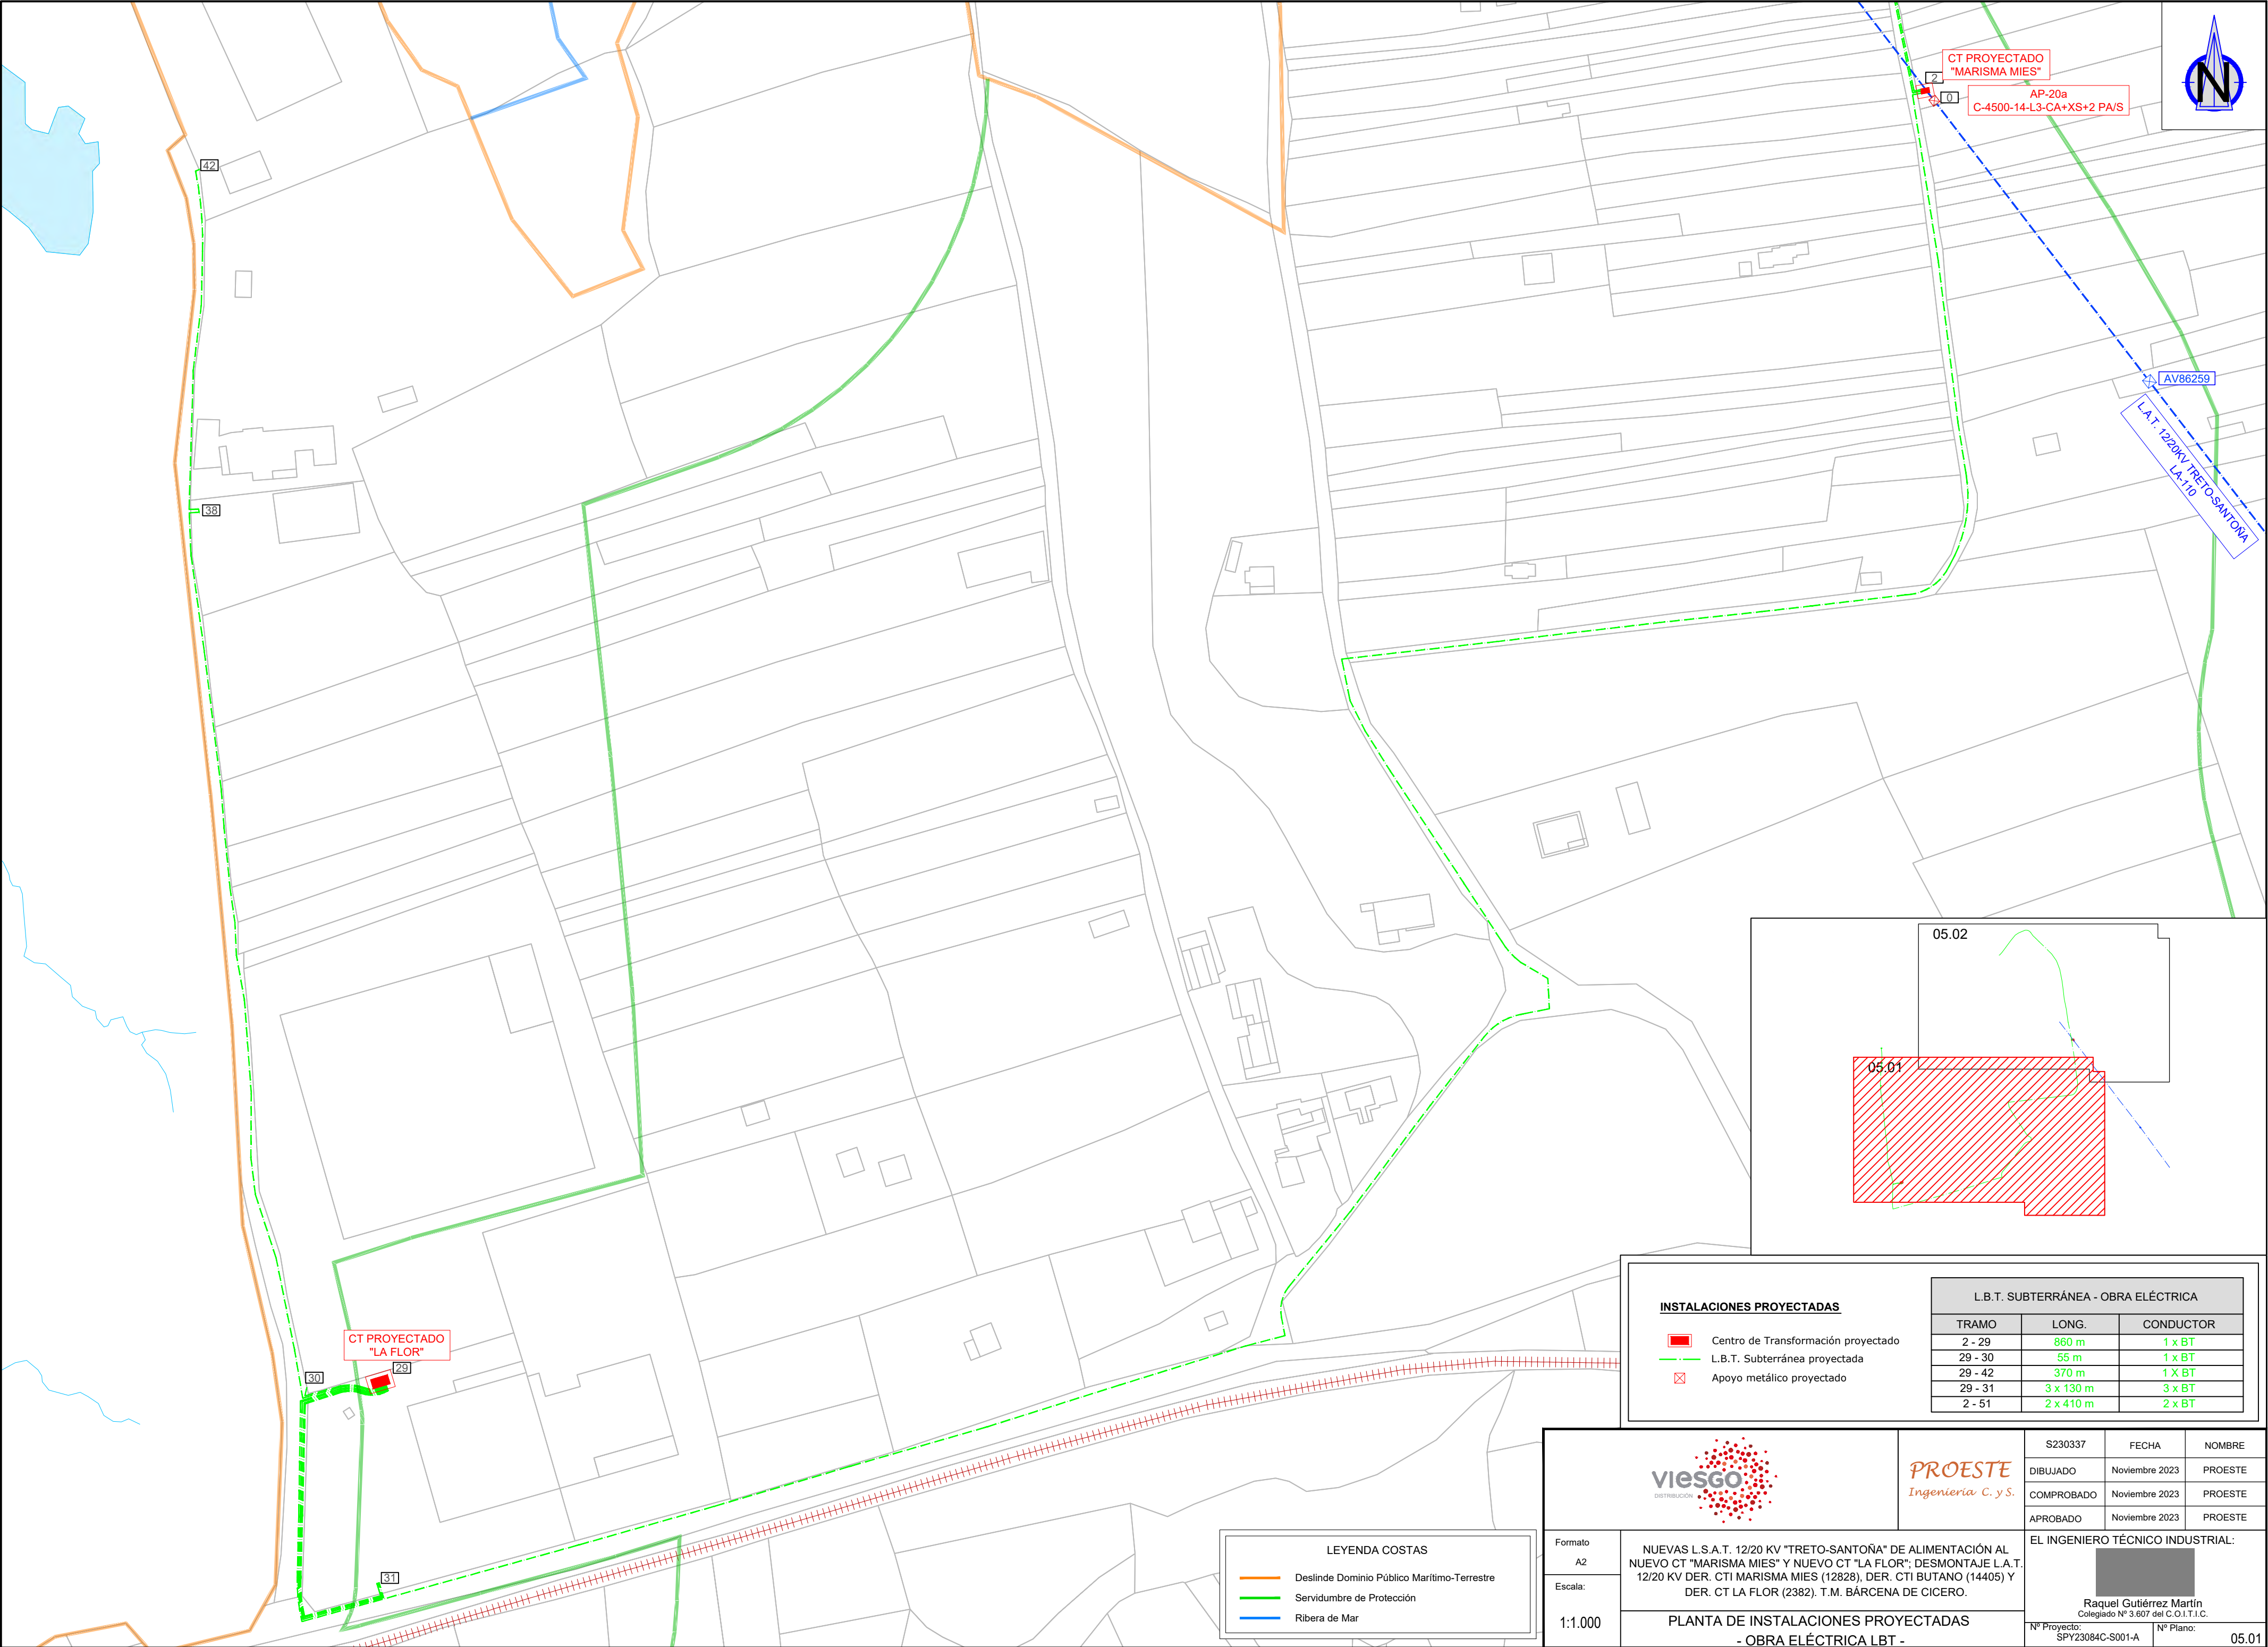 CT PROYECTADO
"MARISMA MIES"
2
0
AP-20a
C-4500-14-L3-CA+XS+2 PA/S
N
42
AV86259
L.A.T. 12/20KV TRETO-SANTOÑA
LA-110
38
05.02
05.01
CT PROYECTADO
"LA FLOR"
29
30
31
INSTALACIONES PROYECTADAS
Centro de Transformación proyectado
L.B.T. Subterránea proyectada
Apoyo metálico proyectado
L.B.T. SUBTERRÁNEA - OBRA ELÉCTRICA
TRAMO LONG. CONDUCTOR
2 - 29 860 m 1 x BT
29 - 30 55 m 1 x BT
29 - 42 370 m 1 X BT
29 - 31 3 x 130 m 3 x BT
2 - 51 2 x 410 m 2 x BT
LEYENDA COSTAS
Deslinde Dominio Público Marítimo-Terrestre
Servidumbre de Protección
Ribera de Mar
viesgo
DISTRIBUCIÓN
PROESTE
Ingeniería C. y S.
S230337 FECHA NOMBRE
DIBUJADO Noviembre 2023 PROESTE
COMPROBADO Noviembre 2023 PROESTE
APROBADO Noviembre 2023 PROESTE
Formato
A2
Escala:
1:1.000
NUEVAS L.S.A.T. 12/20 KV "TRETO-SANTOÑA" DE ALIMENTACIÓN AL
NUEVO CT "MARISMA MIES" Y NUEVO CT "LA FLOR"; DESMONTAJE L.A.T.
12/20 KV DER. CTI MARISMA MIES (12828), DER. CTI BUTANO (14405) Y
DER. CT LA FLOR (2382). T.M. BÁRCENA DE CICERO.
PLANTA DE INSTALACIONES PROYECTADAS
- OBRA ELÉCTRICA LBT -
EL INGENIERO TÉCNICO INDUSTRIAL:
Raquel Gutiérrez Martín
Colegiado Nº 3.607 del C.O.I.T.I.C.
Nº Proyecto:
SPY23084C-S001-A
Nº Plano:
05.01